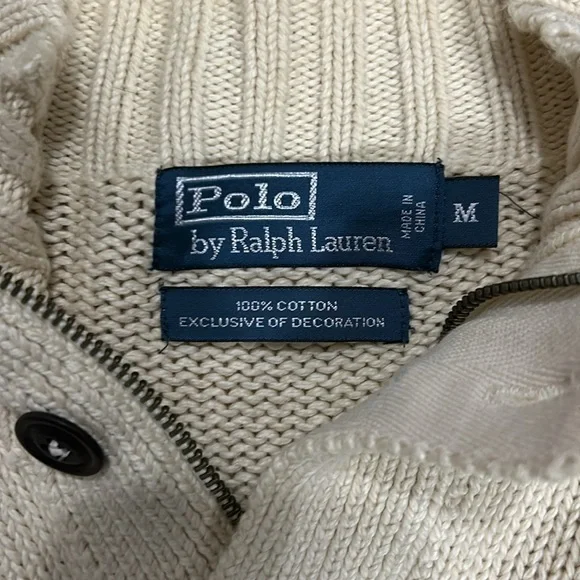 Polo
by Ralph Lauren
MADE IN
CHINA
M
100% COTTON
EXCLUSIVE OF DECORATION